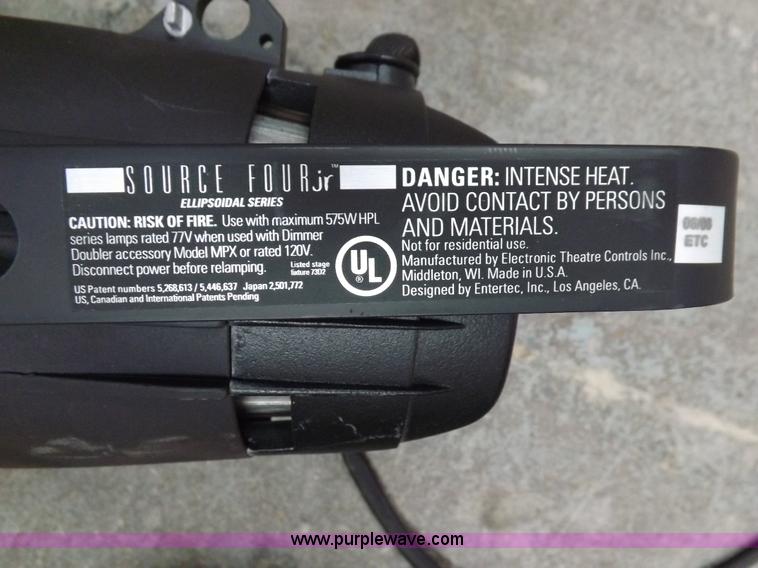 SOURCE FOUR jr™
ELLIPSOIDAL SERIES
CAUTION: RISK OF FIRE. Use with maximum 575W HPL
series lamps rated 77V when used with Dimmer
Doubler accessory Model MPX or rated 120V.
Disconnect power before relamping.
Listed stage
fixture 73D2
US Patent numbers 5,268,613 / 5,446,637 Japan 2,501,772
US, Canadian and International Patents Pending
UL
DANGER: INTENSE HEAT.
AVOID CONTACT BY PERSONS
AND MATERIALS.
Not for residential use.
Manufactured by Electronic Theatre Controls Inc.,
Middleton, WI. Made in U.S.A.
Designed by Entertec, Inc., Los Angeles, CA.
ETC
www.purplewave.com